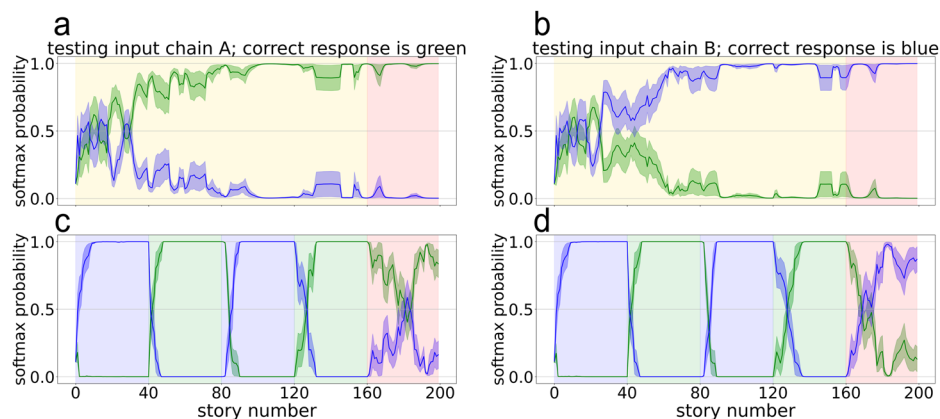 a
testing input chain A; correct response is green
softmax probability
1.0
0.5
0.0
b
testing input chain B; correct response is blue
softmax probability
1.0
0.5
0.0
c
softmax probability
1.0
0.5
0.0
0 40 80 120 160 200
story number
d
softmax probability
1.0
0.5
0.0
0 40 80 120 160 200
story number